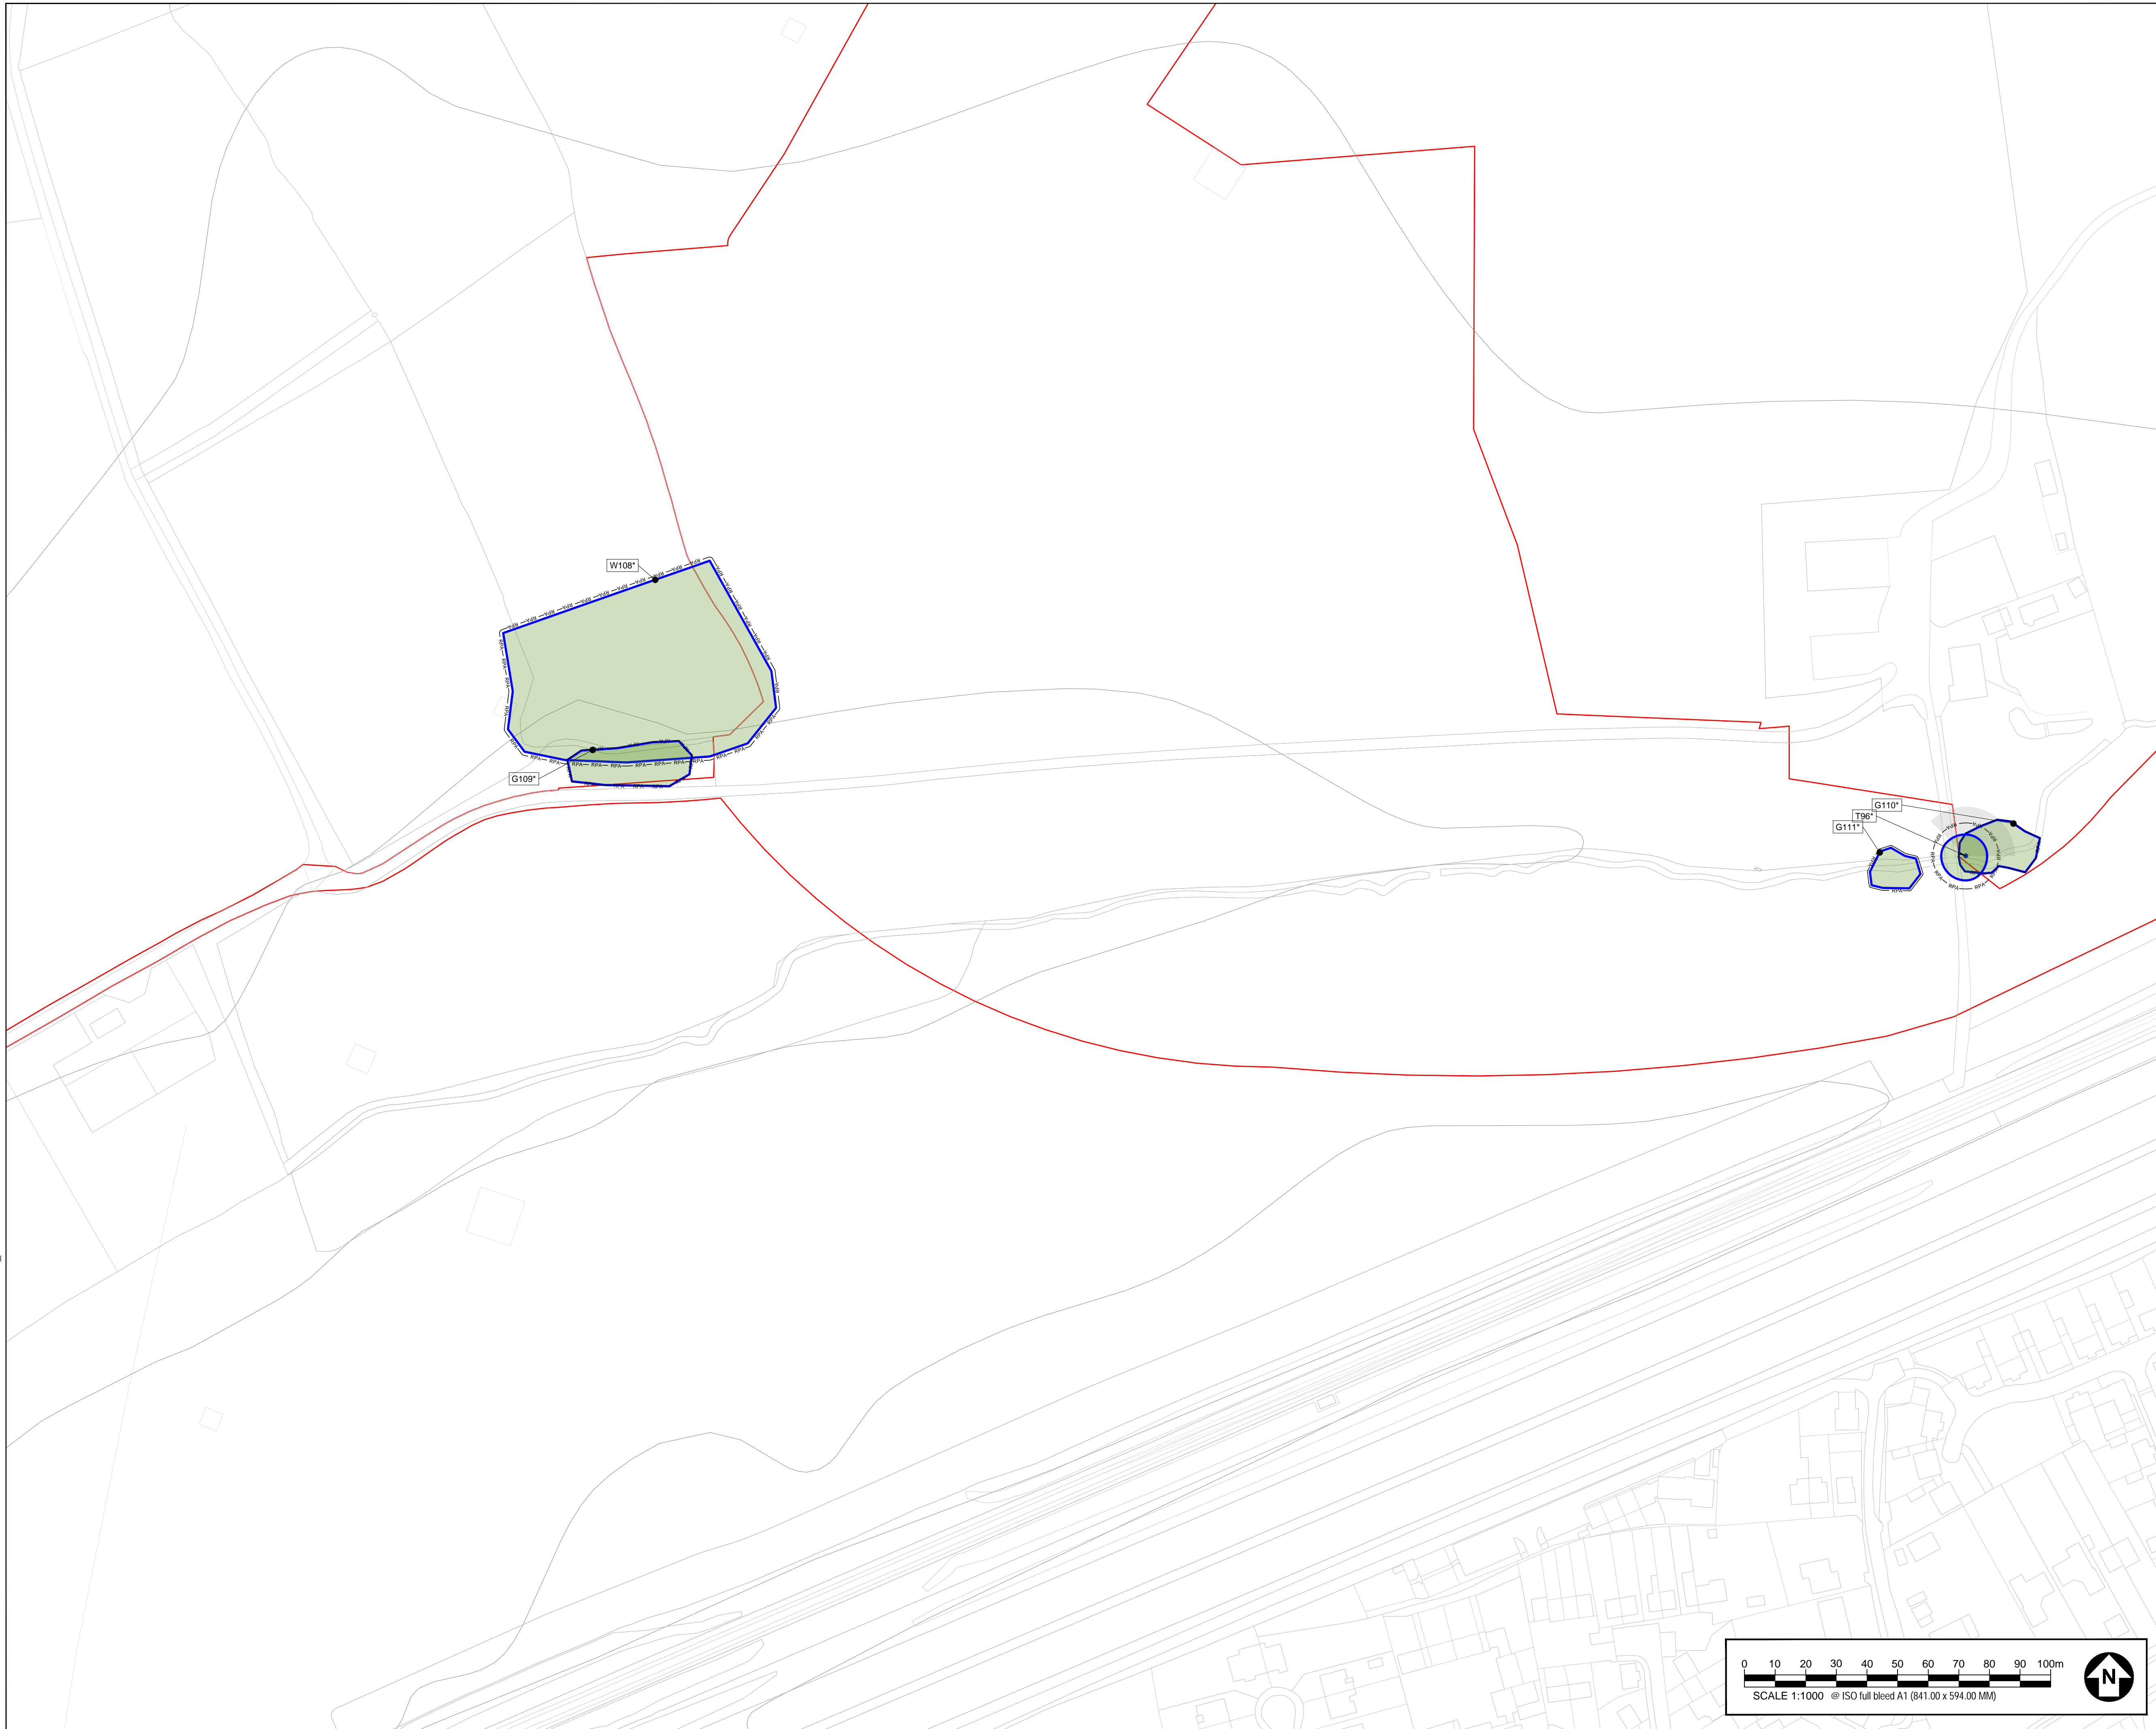 W108*
G109*
G110*
T96*
G111*
RPA
0 10 20 30 40 50 60 70 80 90 100m
SCALE 1:1000 @ ISO full bleed A1 (841.00 x 594.00 MM)
N